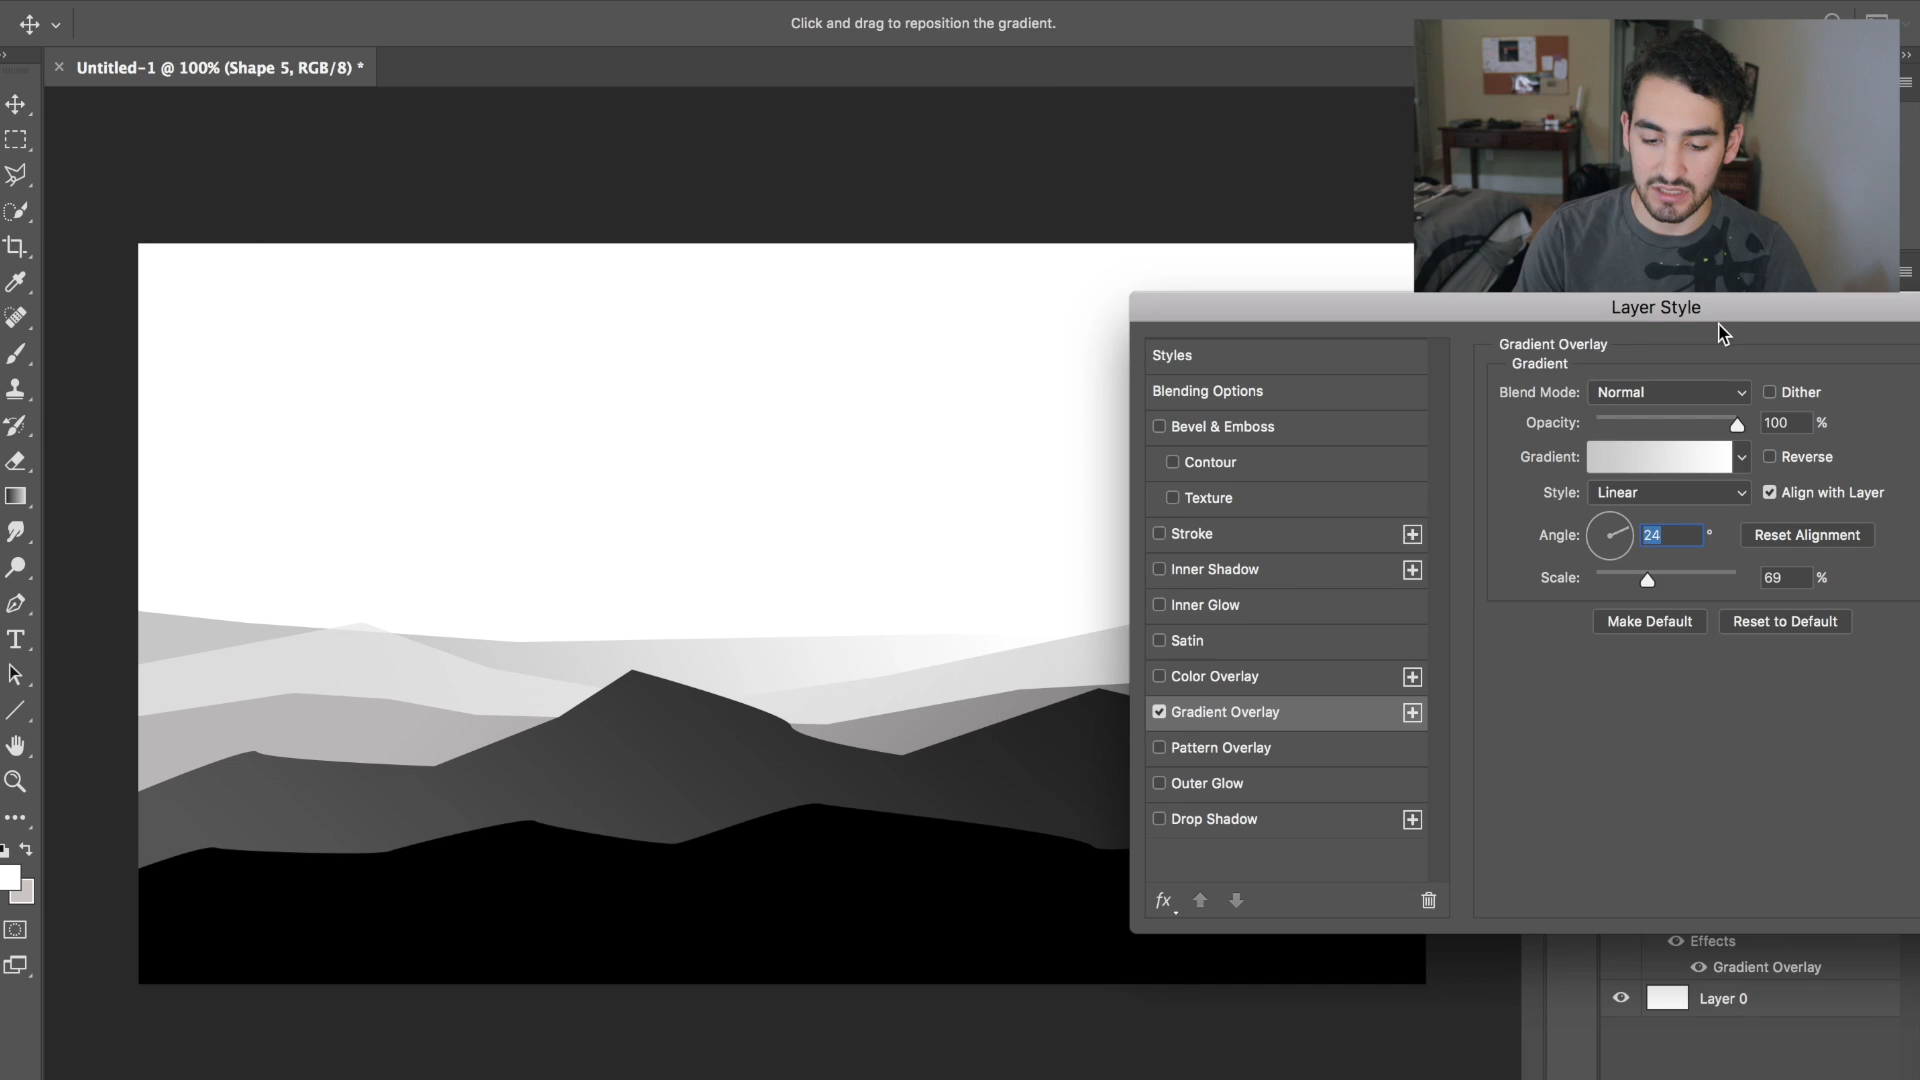 Click and drag to reposition the gradient.
× Untitled-1 @ 100% (Shape 5, RGB/8) *
Layer Style
Styles
Blending Options
Bevel & Emboss
Contour
Texture
Stroke
Inner Shadow
Inner Glow
Satin
Color Overlay
Gradient Overlay
Pattern Overlay
Outer Glow
Drop Shadow
fx
Gradient Overlay
Gradient
Blend Mode: Normal Dither
Opacity: 100 %
Gradient: Reverse
Style: Linear Align with Layer
Angle: 24 ° Reset Alignment
Scale: 69 %
Make Default Reset to Default
Effects
Gradient Overlay
Layer 0